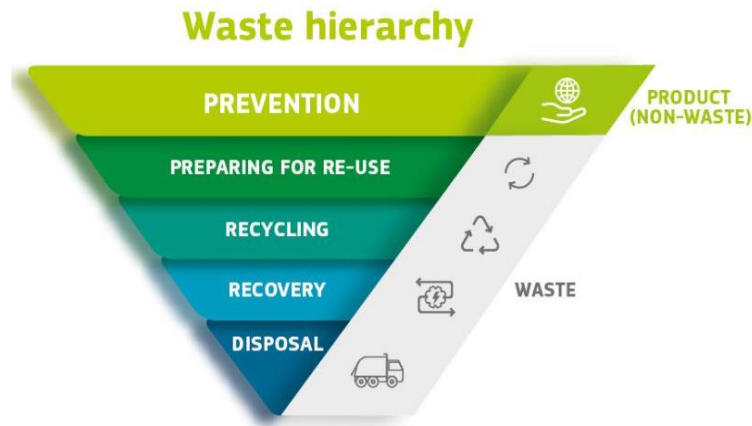 Waste hierarchy
PREVENTION
PRODUCT
(NON-WASTE)
PREPARING FOR RE-USE
RECYCLING
RECOVERY
WASTE
DISPOSAL